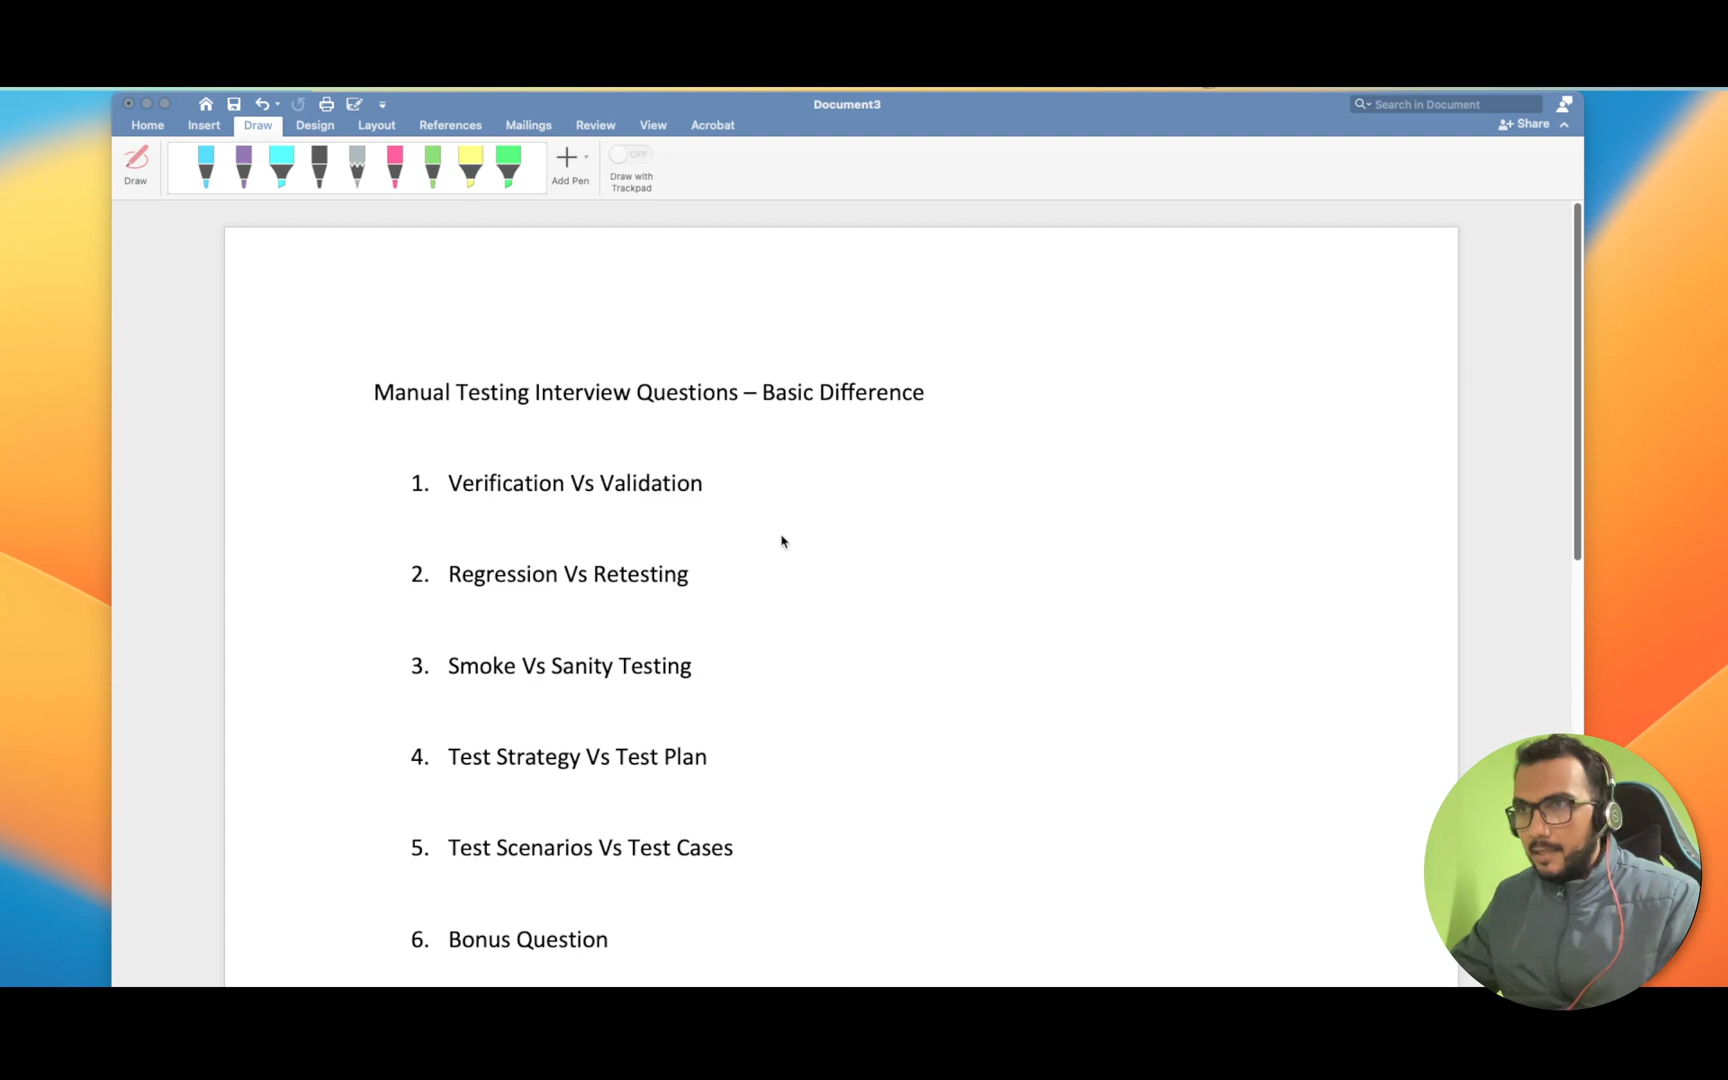 Document3
Search in Document
Home Insert Draw Design Layout References Mailings Review View Acrobat
Share
OFF
Draw
Add Pen
Draw with
Trackpad
Manual Testing Interview Questions – Basic Difference
1. Verification Vs Validation
2. Regression Vs Retesting
3. Smoke Vs Sanity Testing
4. Test Strategy Vs Test Plan
5. Test Scenarios Vs Test Cases
6. Bonus Question